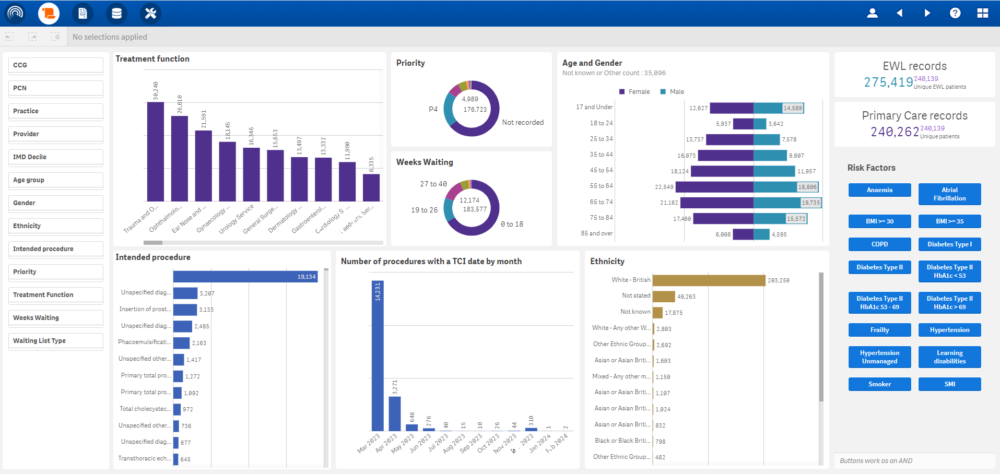 No selections applied
CCG
PCN
Practice
Provider
IMD Decile
Age group
Gender
Ethnicity
Intended procedure
Priority
Treatment Function
Weeks Waiting
Waiting List Type
Treatment function
30,240
26,010
21,591
18,145
16,346
15,653
13,497
13,332
11,990
8,335
Trauma and O...
Ophthalmolo...
Ear Nose and ...
Gynaecology ...
Urology Service
General Surge...
Dermatology ...
Gastroenterol...
Cardiology S...
Ser...
Priority
4,989
176,723
P4
Not recorded
Weeks Waiting
27 to 40
12,174
183,577
19 to 26
0 to 18
Age and Gender
Not known or Other count : 35,096
Female
Male
17 and Under 12,627 14,589
18 to 24 5,937 3,642
25 to 34 13,737 7,578
35 to 44 16,073 9,607
45 to 54 18,124 11,957
55 to 64 22,549 18,806
65 to 74 21,162 19,735
75 to 84 17,460 15,572
85 and over 6,008 4,595
EWL records
275,419 240,139
Unique EWL patients
Primary Care records
240,262 240,139
Unique patients
Risk Factors
Anaemia
Atrial
Fibrillation
BMI >= 30
BMI >= 35
COPD
Diabetes Type I
Diabetes Type II
Diabetes Type II
HbA1c < 53
Diabetes Type II
HbA1c 53 - 69
Diabetes Type II
HbA1c > 69
Frailty
Hypertension
Hypertension
Unmanaged
Learning
disabilities
Smoker
SMI
Buttons work as an AND
Intended procedure
19,134
Unspecified diag... 3,207
Insertion of prost... 3,133
Unspecified diag... 2,485
Phacoemulsificati... 2,163
Unspecified other... 1,417
Primary total pro... 1,272
Primary total pro... 1,092
Total cholecystec... 972
Unspecified other... 736
Unspecified diag... 677
Transthoracic ech... 645
Number of procedures with a TCI date by month
14,231
3,271
648
276
40
15
10
26
44
310
1
2
Mar 2023
Apr 2023
May 2023
Jun 2023
Jul 2023
Aug 2023
Sep 2023
Oct 2023
Nov 2023
2023
Jan 2024
Feb 2024
Ethnicity
White - British 203,250
Not stated 40,263
Not known 17,875
White - Any other W... 2,803
Other Ethnic Group... 2,692
Asian or Asian Briti... 1,603
Mixed - Any other m... 1,150
Asian or Asian Briti... 1,107
Asian or Asian Briti... 1,024
Asian or Asian Briti... 832
Black or Black Briti... 798
Other Ethnic Group... 482